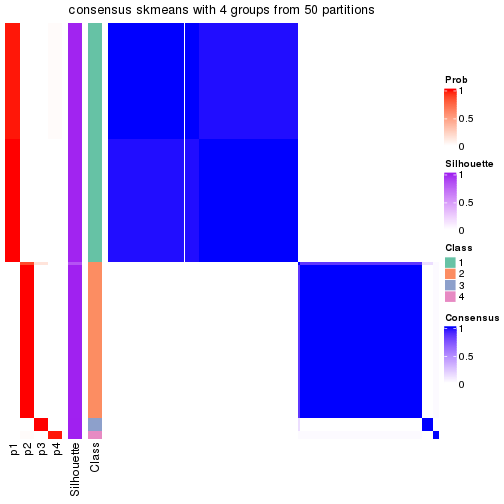 consensus skmeans with 4 groups from 50 partitions
Prob
1
0.5
0
Silhouette
1
0.5
0
Class
1
2
3
4
Consensus
1
0.5
0
p1
p2
p3
p4
Silhouette
Class